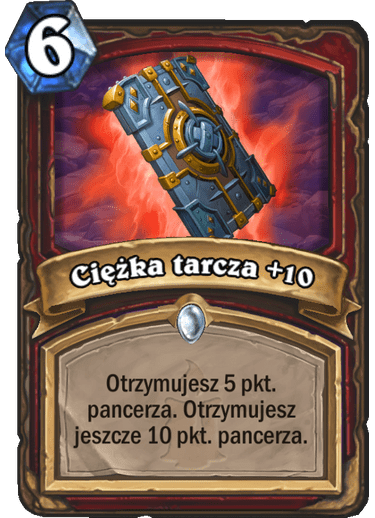 6
Ciężka tarcza +10
Otrzymujesz 5 pkt.
pancerza. Otrzymujesz
jeszcze 10 pkt. pancerza.